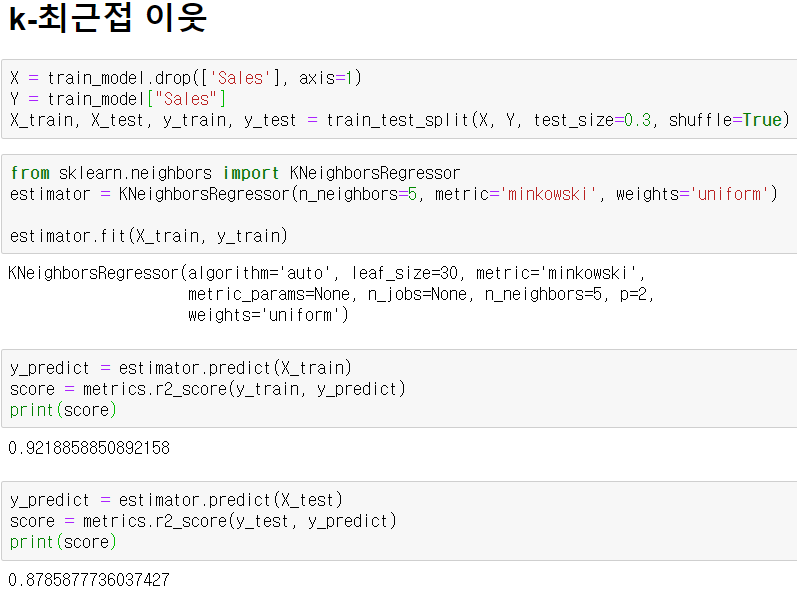 k-최근접 이웃
X = train_model.drop(['Sales'], axis=1)
Y = train_model["Sales"]
X_train, X_test, y_train, y_test = train_test_split(X, Y, test_size=0.3, shuffle=True)
from sklearn.neighbors import KNeighborsRegressor
estimator = KNeighborsRegressor(n_neighbors=5, metric='minkowski', weights='uniform')
estimator.fit(X_train, y_train)
KNeighborsRegressor(algorithm='auto', leaf_size=30, metric='minkowski',
metric_params=None, n_jobs=None, n_neighbors=5, p=2,
weights='uniform')
y_predict = estimator.predict(X_train)
score = metrics.r2_score(y_train, y_predict)
print(score)
0.9218858850892158
y_predict = estimator.predict(X_test)
score = metrics.r2_score(y_test, y_predict)
print(score)
0.8785877736037427